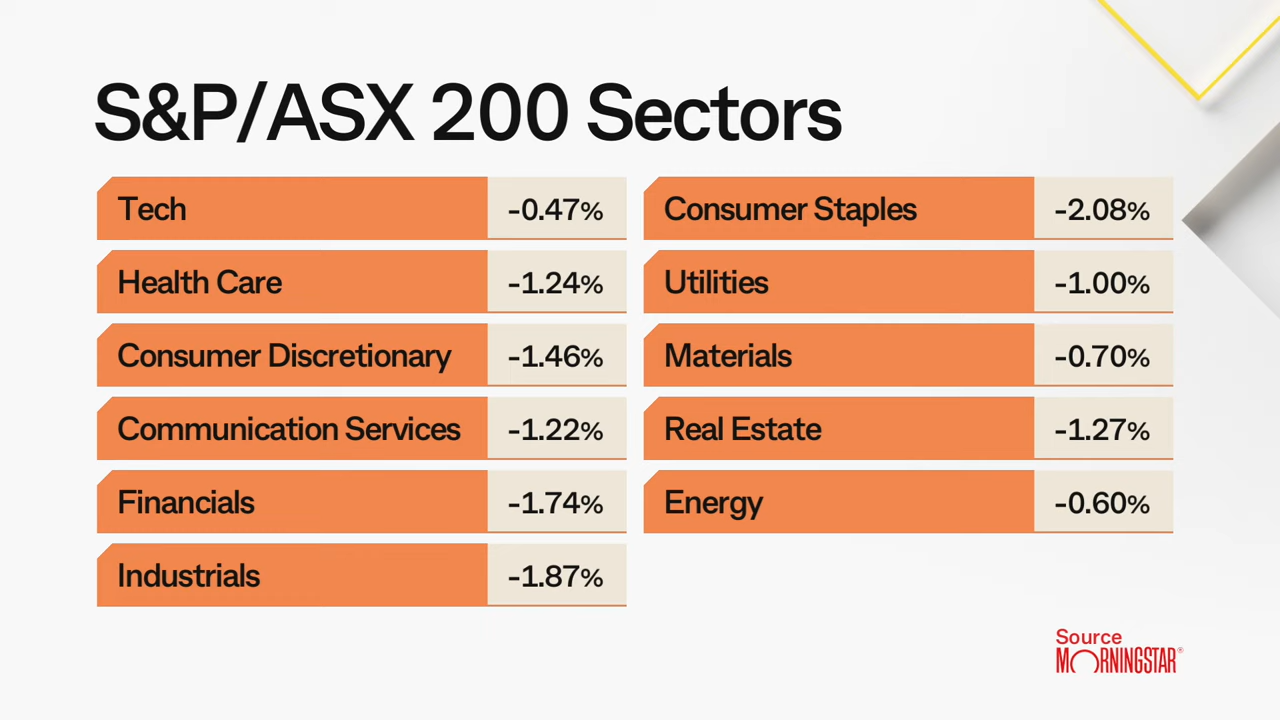 S&P/ASX 200 Sectors
Tech -0.47%
Health Care -1.24%
Consumer Discretionary -1.46%
Communication Services -1.22%
Financials -1.74%
Industrials -1.87%
Consumer Staples -2.08%
Utilities -1.00%
Materials -0.70%
Real Estate -1.27%
Energy -0.60%
Source
MORNINGSTAR®